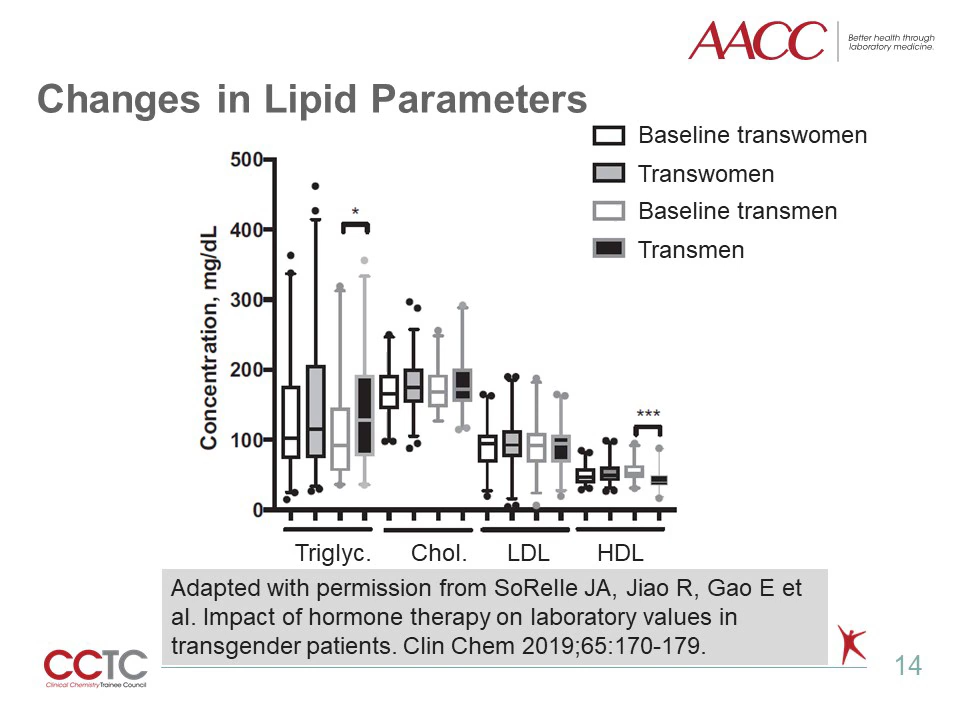 AACC
Better health through
laboratory medicine.
Changes in Lipid Parameters
Baseline transwomen
Transwomen
Baseline transmen
Transmen
Concentration, mg/dL
500
400
300
200
100
0
*
***
Triglyc. Chol. LDL HDL
Adapted with permission from SoRelle JA, Jiao R, Gao E et
al. Impact of hormone therapy on laboratory values in
transgender patients. Clin Chem 2019;65:170-179.
CCTC
Clinical Chemistry Trainee Council
14